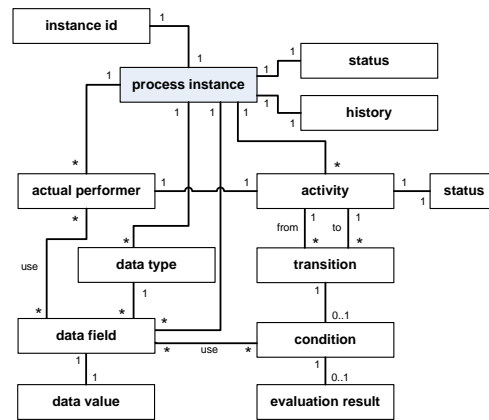 instance id
1
1
process instance
1
1
status
1
1
history
1
1
1
1
1
*
*
actual performer
1
1
activity
1
1
status
*
from
1
to
1
*
*
*
use
data type
transition
1
1
*
*
*
0..1
data field
*
use
*
condition
1
1
1
0..1
data value
evaluation result